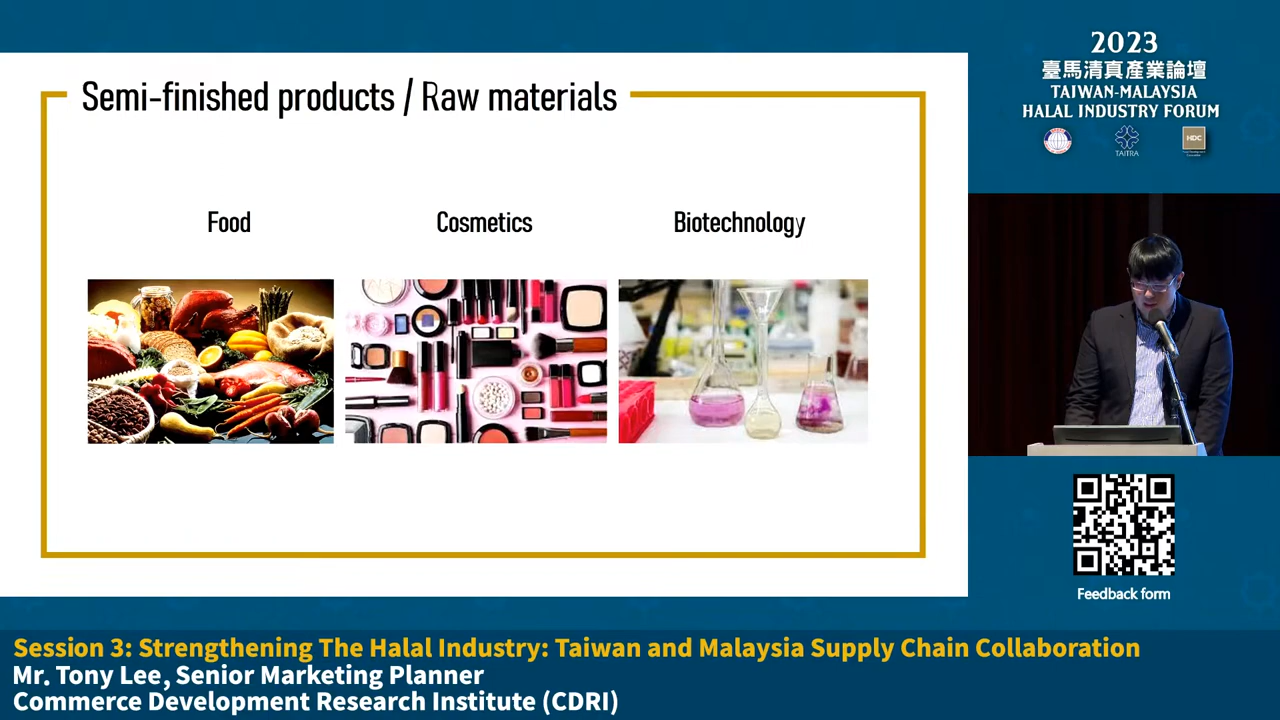 Semi-finished products / Raw materials
Food
Cosmetics
Biotechnology
2023
臺馬清真產業論壇
TAIWAN-MALAYSIA
HALAL INDUSTRY FORUM
TAITRA
HDC
Feedback form
Session 3: Strengthening The Halal Industry: Taiwan and Malaysia Supply Chain Collaboration
Mr. Tony Lee, Senior Marketing Planner
Commerce Development Research Institute (CDRI)